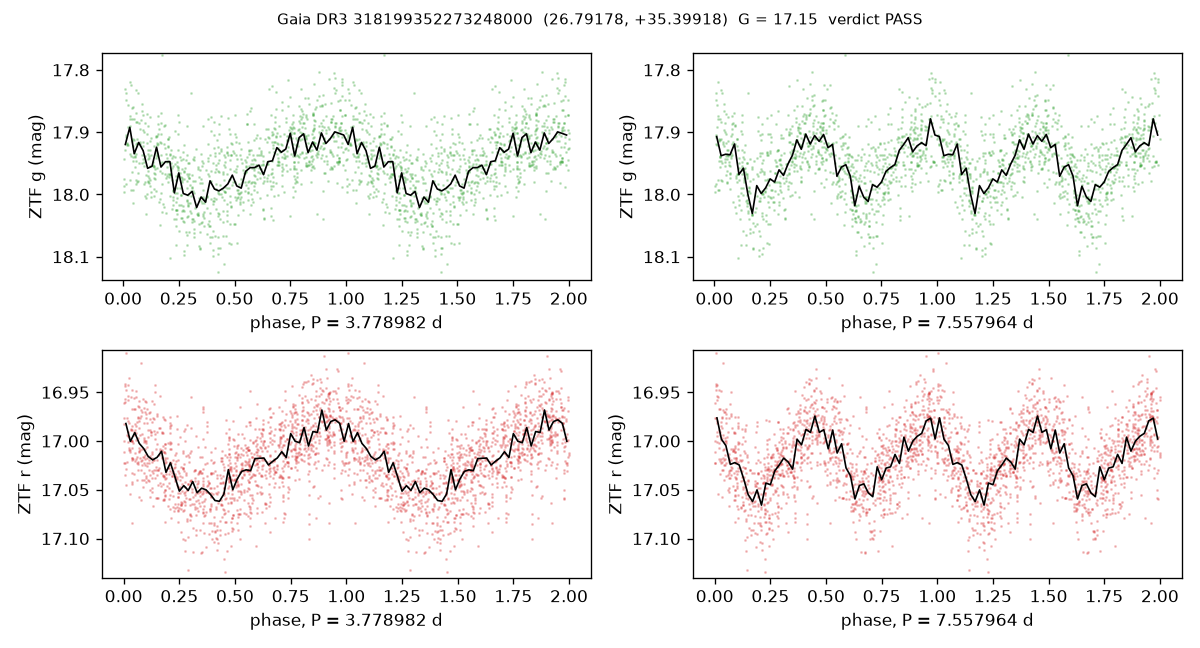 Gaia DR3 318199352273248000 (26.79178, +35.39918) G = 17.15 verdict PASS
ZTF g (mag)
17.8
17.9
18.0
18.1
0.00 0.25 0.50 0.75 1.00 1.25 1.50 1.75 2.00
phase, P = 3.778982 d
ZTF g (mag)
17.8
17.9
18.0
18.1
0.00 0.25 0.50 0.75 1.00 1.25 1.50 1.75 2.00
phase, P = 7.557964 d
ZTF r (mag)
16.95
17.00
17.05
17.10
0.00 0.25 0.50 0.75 1.00 1.25 1.50 1.75 2.00
phase, P = 3.778982 d
ZTF r (mag)
16.95
17.00
17.05
17.10
0.00 0.25 0.50 0.75 1.00 1.25 1.50 1.75 2.00
phase, P = 7.557964 d